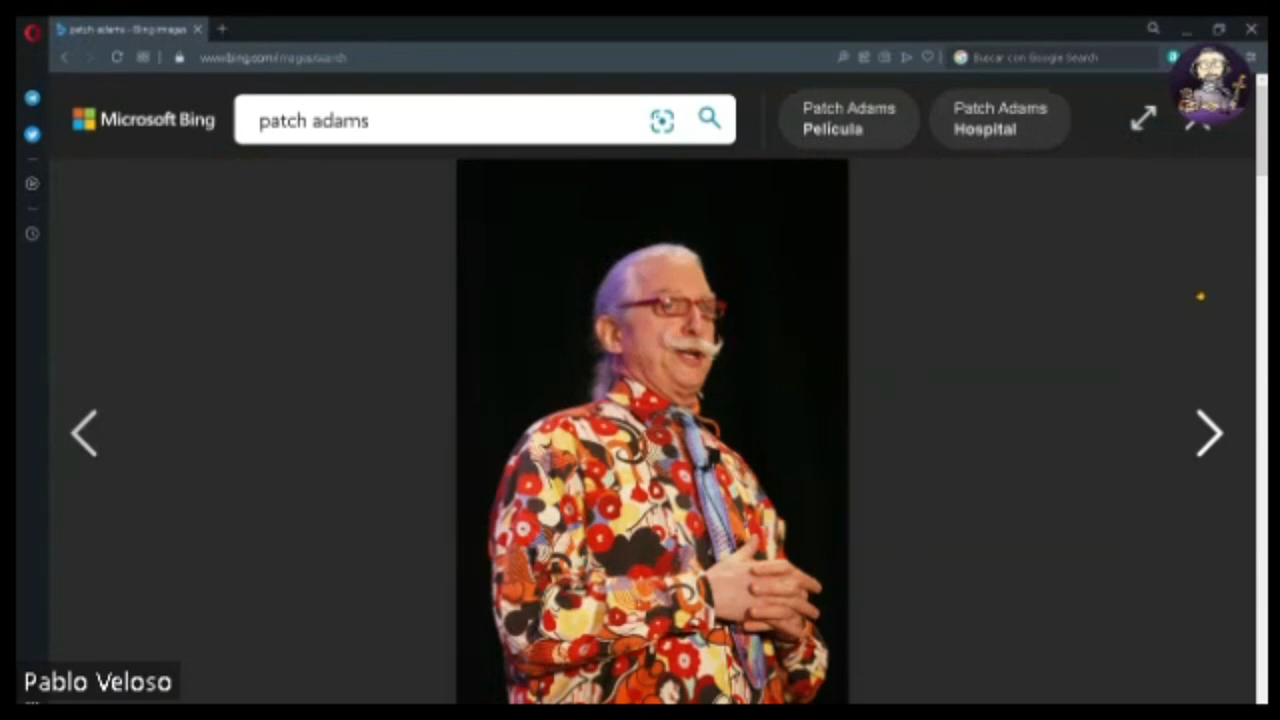 patch adams - Bing images
www.bing.com/images/search
Buscar con Google Search
Microsoft Bing
patch adams
Patch Adams
Película
Patch Adams
Hospital
Pablo Veloso